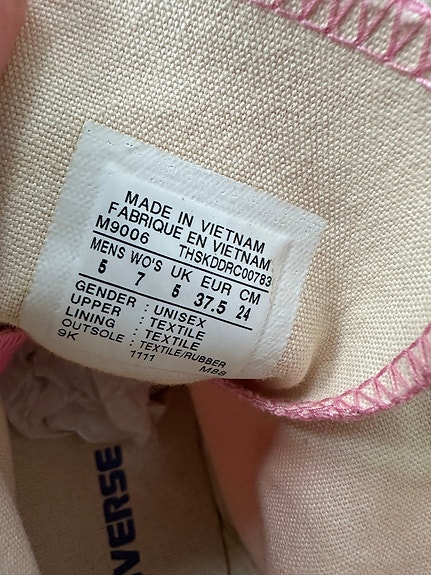 MADE IN VIETNAM
FABRIQUE EN VIETNAM
M9006 THSKDDRC00783
MENS WO'S UK EUR CM
5 7 5 37.5 24
GENDER : UNISEX
UPPER : TEXTILE
LINING : TEXTILE
OUTSOLE : TEXTILE/RUBBER
9K 1111 M88
VERSE